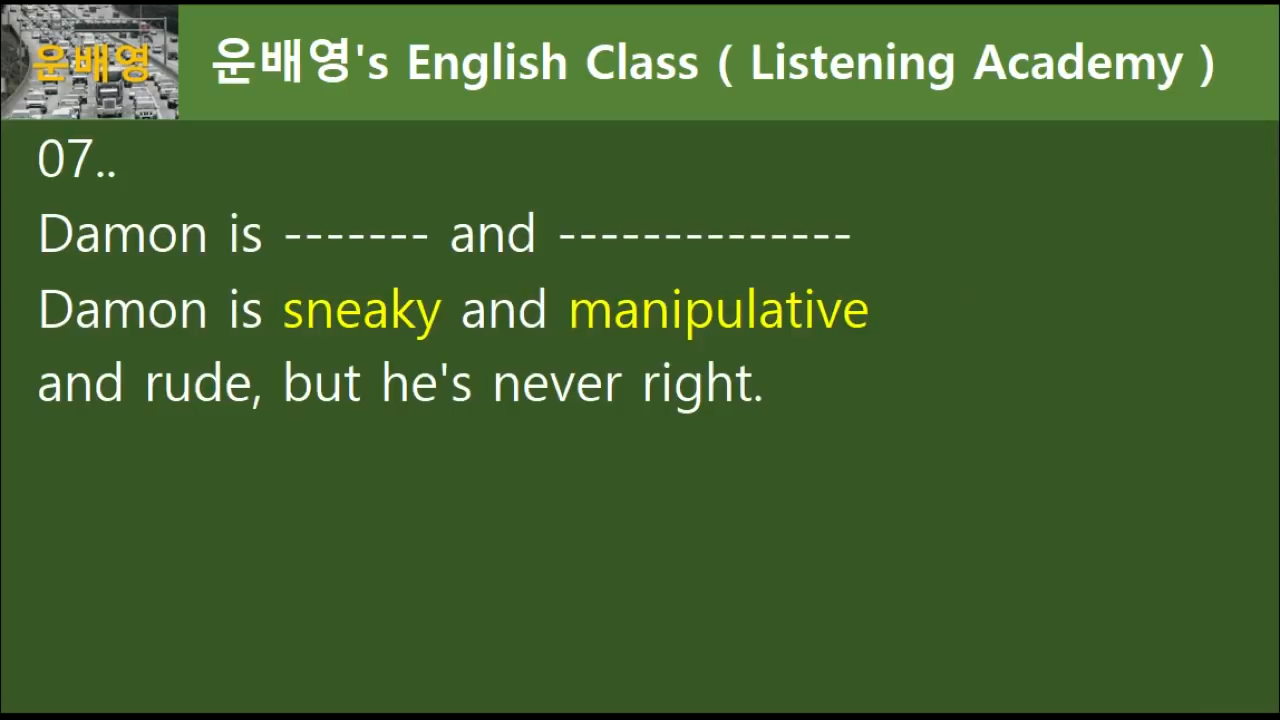 운배영
운배영's English Class ( Listening Academy )
07..
Damon is ------- and --------------
Damon is sneaky and manipulative
and rude, but he's never right.